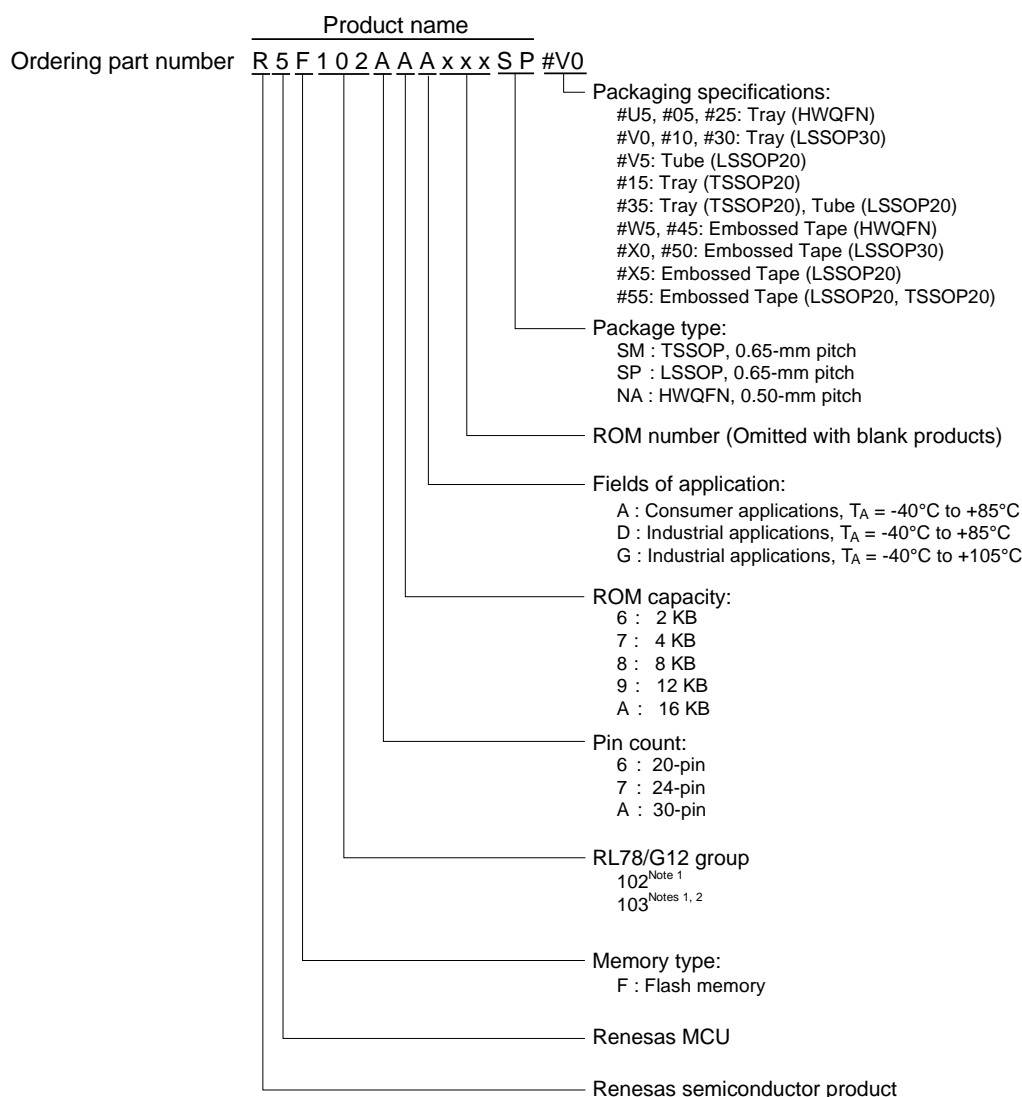 Product name
Ordering part number R 5 F 1 0 2 A A A x x x S P #V0
Packaging specifications:
#U5, #05, #25: Tray (HWQFN)
#V0, #10, #30: Tray (LSSOP30)
#V5: Tube (LSSOP20)
#15: Tray (TSSOP20)
#35: Tray (TSSOP20), Tube (LSSOP20)
#W5, #45: Embossed Tape (HWQFN)
#X0, #50: Embossed Tape (LSSOP30)
#X5: Embossed Tape (LSSOP20)
#55: Embossed Tape (LSSOP20, TSSOP20)
Package type:
SM : TSSOP, 0.65-mm pitch
SP : LSSOP, 0.65-mm pitch
NA : HWQFN, 0.50-mm pitch
ROM number (Omitted with blank products)
Fields of application:
A : Consumer applications, TA = -40°C to +85°C
D : Industrial applications, TA = -40°C to +85°C
G : Industrial applications, TA = -40°C to +105°C
ROM capacity:
6 : 2 KB
7 : 4 KB
8 : 8 KB
9 : 12 KB
A : 16 KB
Pin count:
6 : 20-pin
7 : 24-pin
A : 30-pin
RL78/G12 group
102 Note 1
103 Notes 1, 2
Memory type:
F : Flash memory
Renesas MCU
Renesas semiconductor product